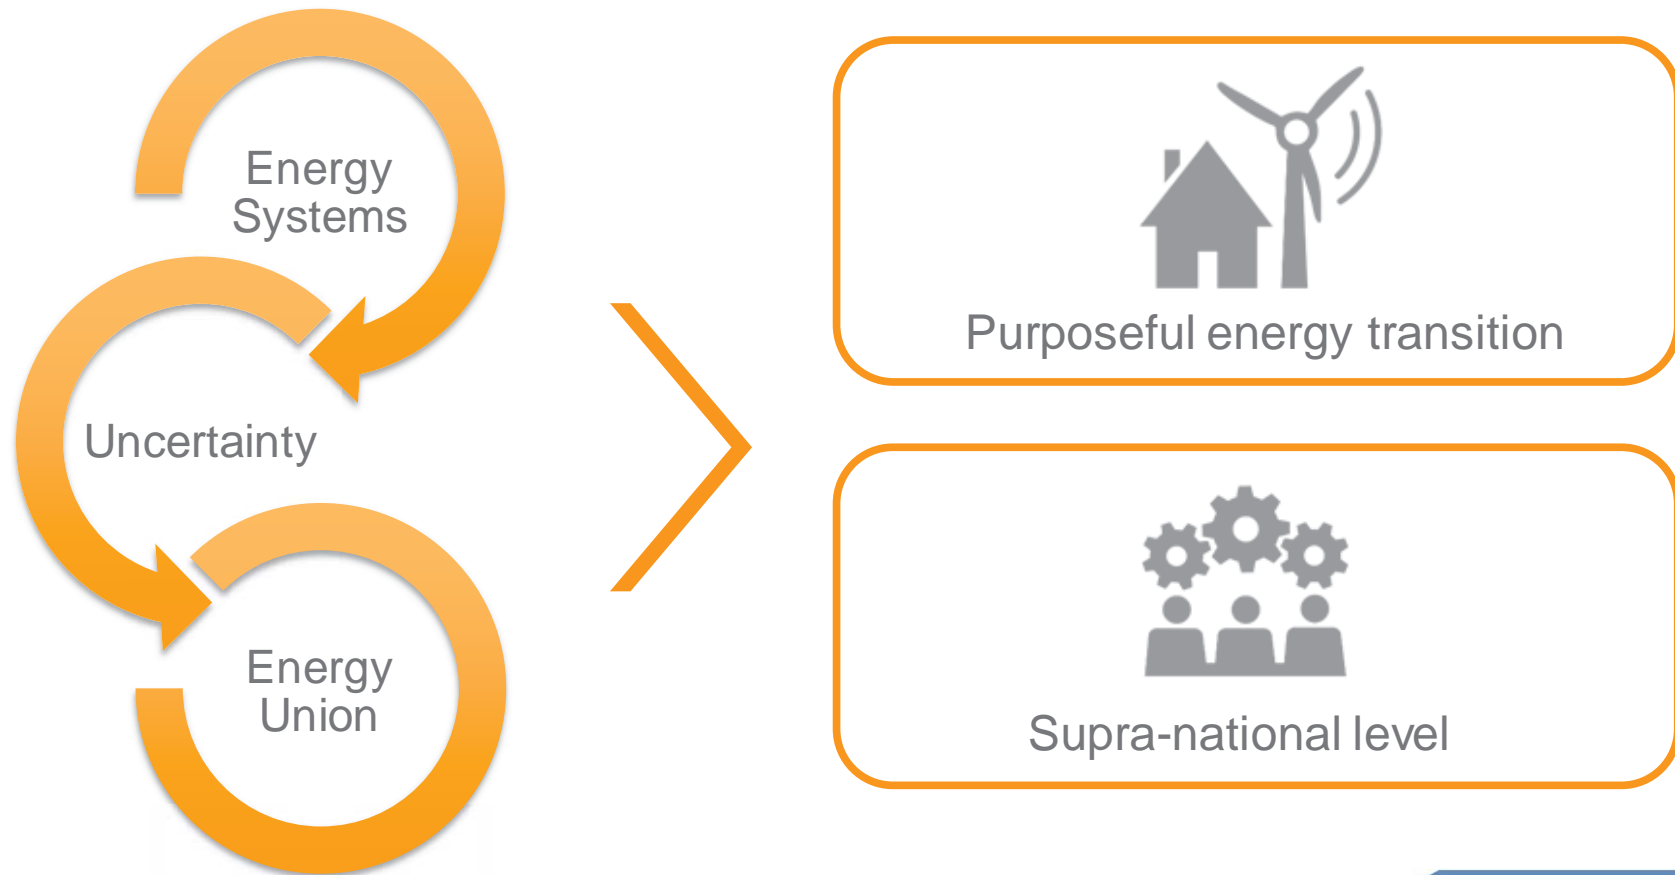 Energy
Systems
Uncertainty
Energy
Union
Purposeful energy transition
Supra-national level